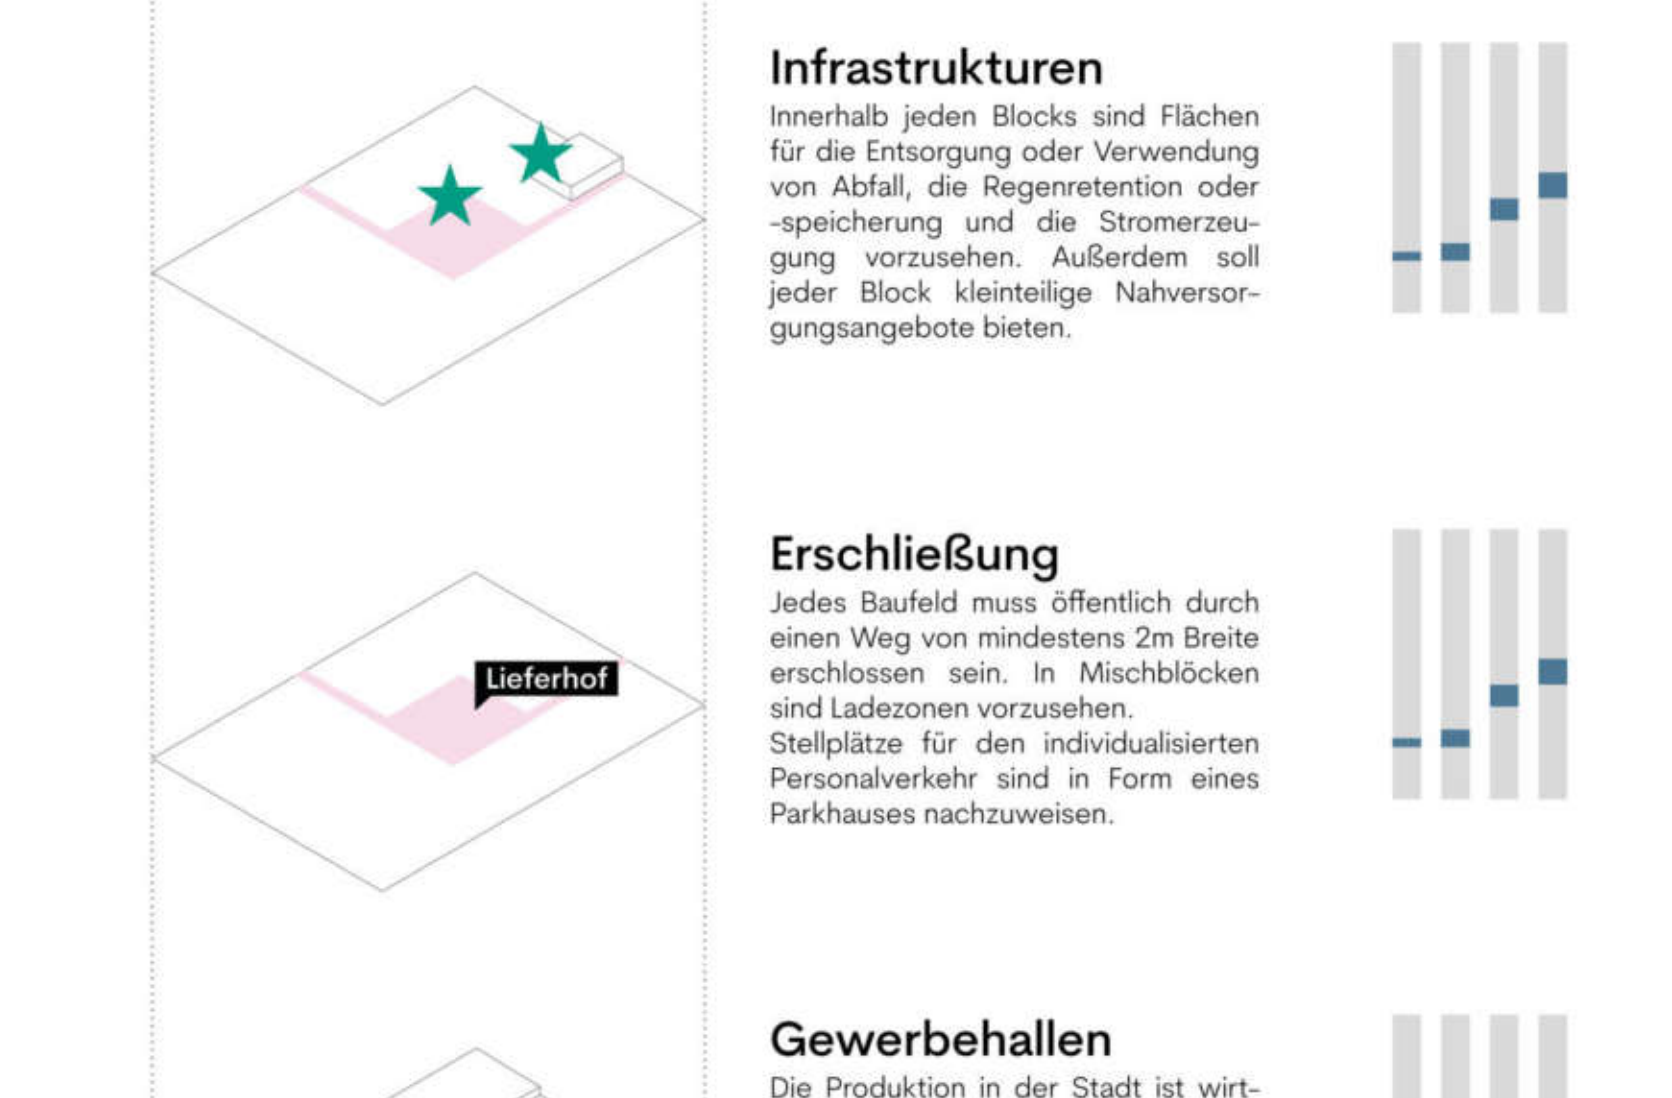 Infrastrukturen
Innerhalb jeden Blocks sind Flächen
für die Entsorgung oder Verwendung
von Abfall, die Regenretention oder
-speicherung und die Stromerzeu-
gung vorzusehen. Außerdem soll
jeder Block kleinteilige Nahversor-
gungsangebote bieten.
Erschließung
Jedes Baufeld muss öffentlich durch
einen Weg von mindestens 2m Breite
erschlossen sein. In Mischblöcken
sind Ladezonen vorzusehen.
Stellplätze für den individualisierten
Personalverkehr sind in Form eines
Parkhauses nachzuweisen.
Lieferhof
Gewerbehallen
Die Produktion in der Stadt ist wirt-